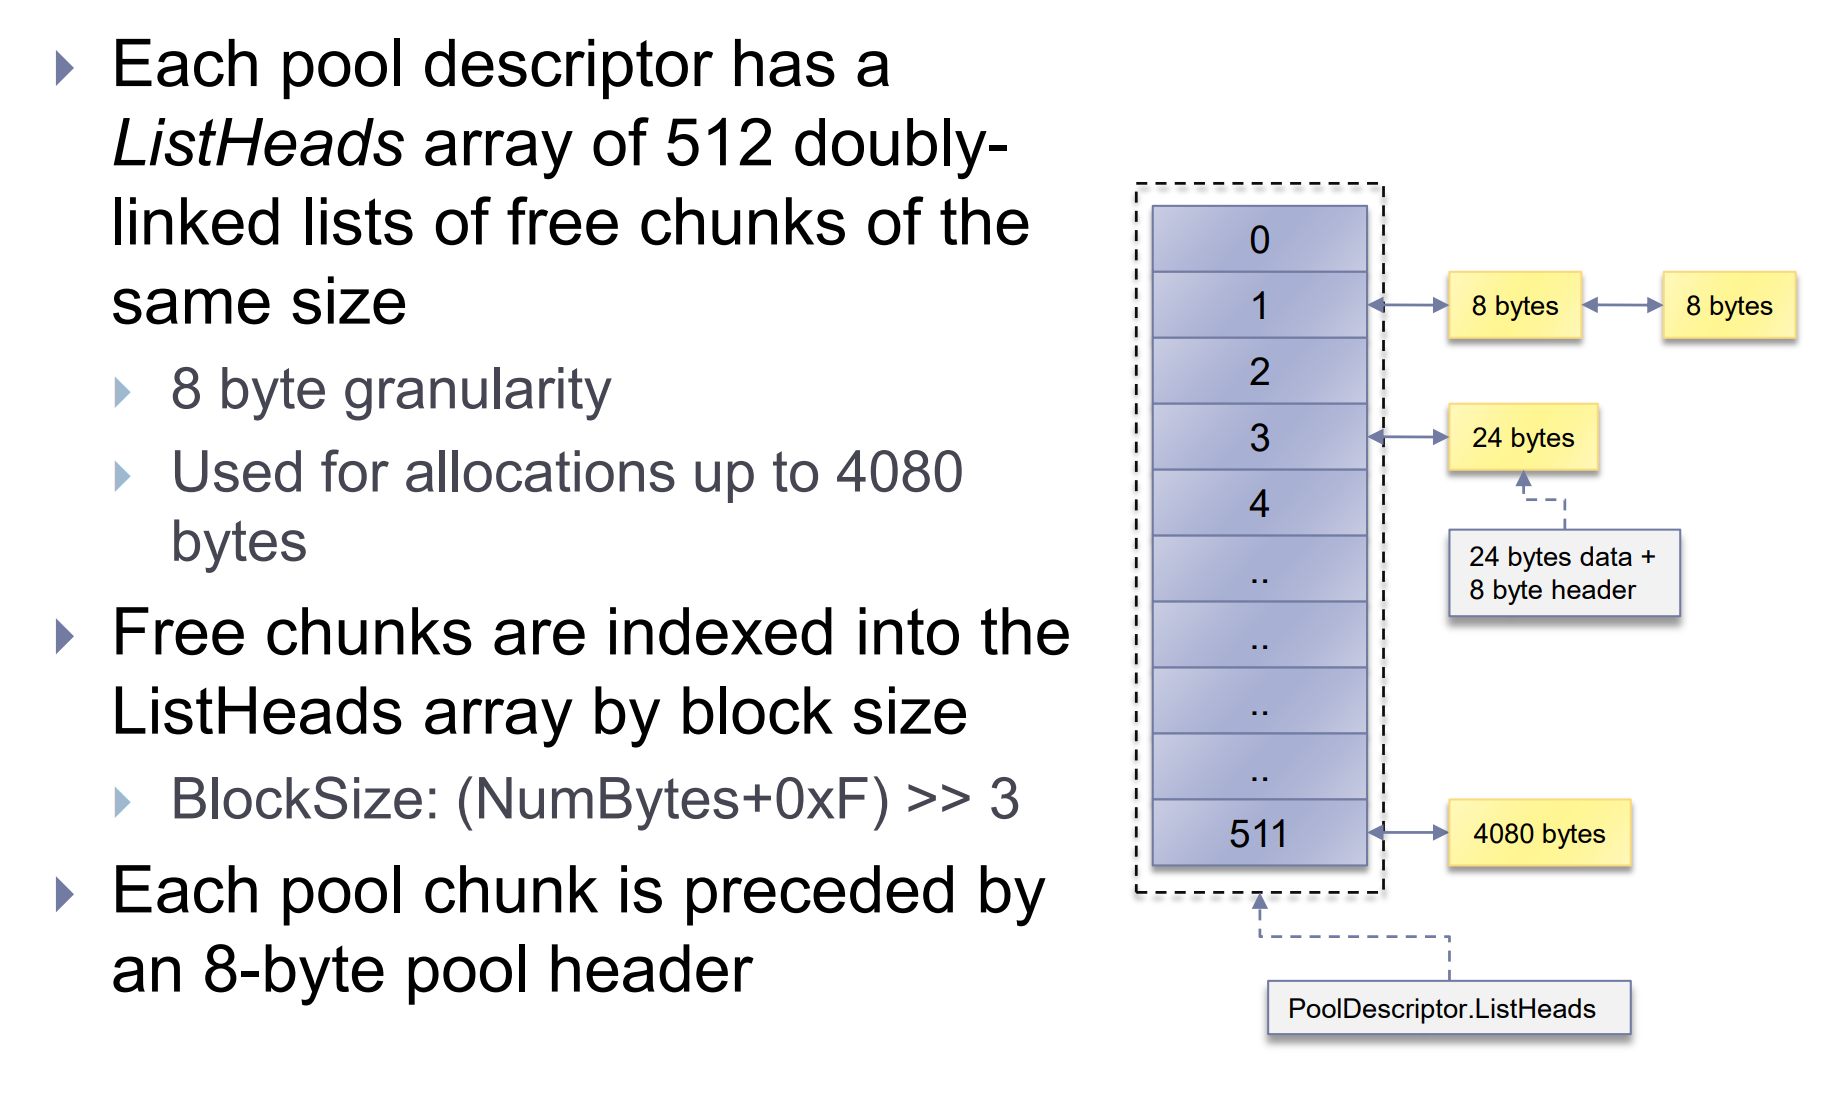 Each pool descriptor has a
ListHeads array of 512 doubly-
linked lists of free chunks of the
same size
8 byte granularity
Used for allocations up to 4080
bytes
Free chunks are indexed into the
ListHeads array by block size
BlockSize: (NumBytes+0xF) >> 3
Each pool chunk is preceded by
an 8-byte pool header
0
1
8 bytes
8 bytes
2
3
24 bytes
4
24 bytes data +
8 byte header
..
..
..
..
511
4080 bytes
PoolDescriptor.ListHeads